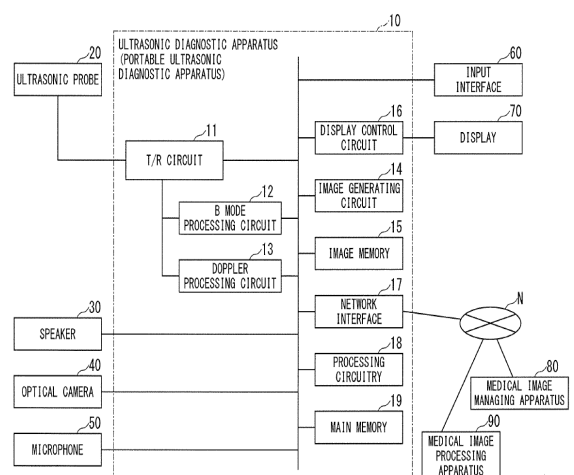 10
ULTRASONIC DIAGNOSTIC APPARATUS
(PORTABLE ULTRASONIC
DIAGNOSTIC APPARATUS)
20
ULTRASONIC PROBE
60
INPUT
INTERFACE
11
T/R CIRCUIT
16
DISPLAY CONTROL
CIRCUIT
70
DISPLAY
12
B MODE
PROCESSING CIRCUIT
14
IMAGE GENERATING
CIRCUIT
13
DOPPLER
PROCESSING CIRCUIT
15
IMAGE MEMORY
30
SPEAKER
17
NETWORK
INTERFACE
N
40
OPTICAL CAMERA
18
PROCESSING
CIRCUITRY
80
MEDICAL IMAGE
MANAGING APPARATUS
50
MICROPHONE
19
MAIN MEMORY
90
MEDICAL IMAGE
PROCESSING
APPARATUS